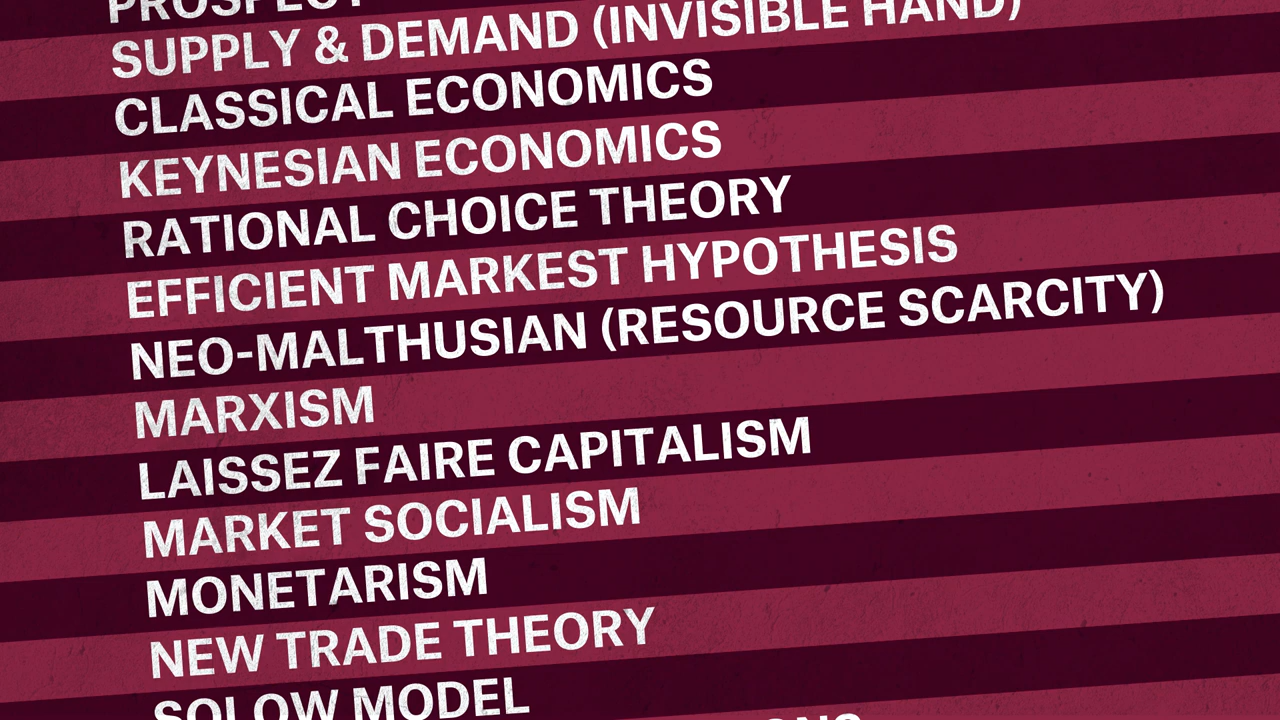 PROSPECT
SUPPLY & DEMAND (INVISIBLE HAND)
CLASSICAL ECONOMICS
KEYNESIAN ECONOMICS
RATIONAL CHOICE THEORY
EFFICIENT MARKEST HYPOTHESIS
NEO-MALTHUSIAN (RESOURCE SCARCITY)
MARXISM
LAISSEZ FAIRE CAPITALISM
MARKET SOCIALISM
MONETARISM
NEW TRADE THEORY
SOLOW MODEL